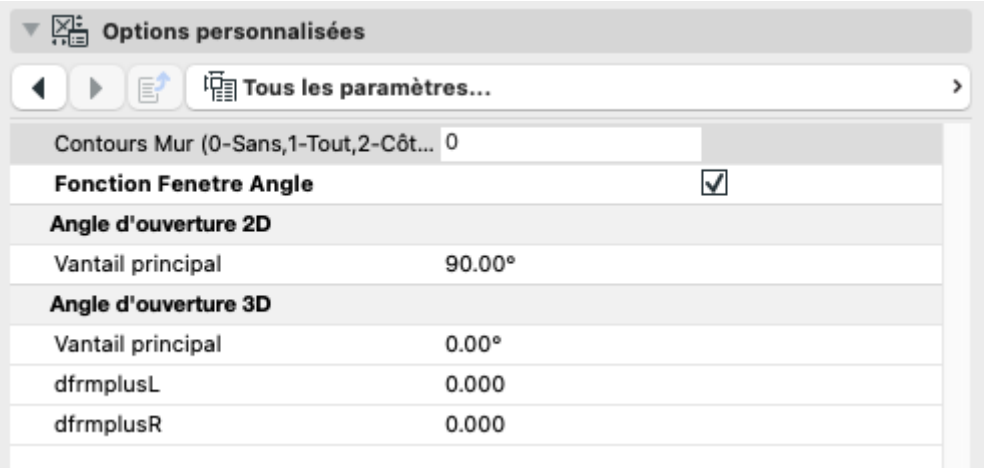 Options personnalisées
Tous les paramètres...
Contours Mur (0-Sans,1-Tout,2-Côt... 0
Fonction Fenetre Angle
Angle d'ouverture 2D
Vantail principal 90.00°
Angle d'ouverture 3D
Vantail principal 0.00°
dfrmplusL 0.000
dfrmplusR 0.000